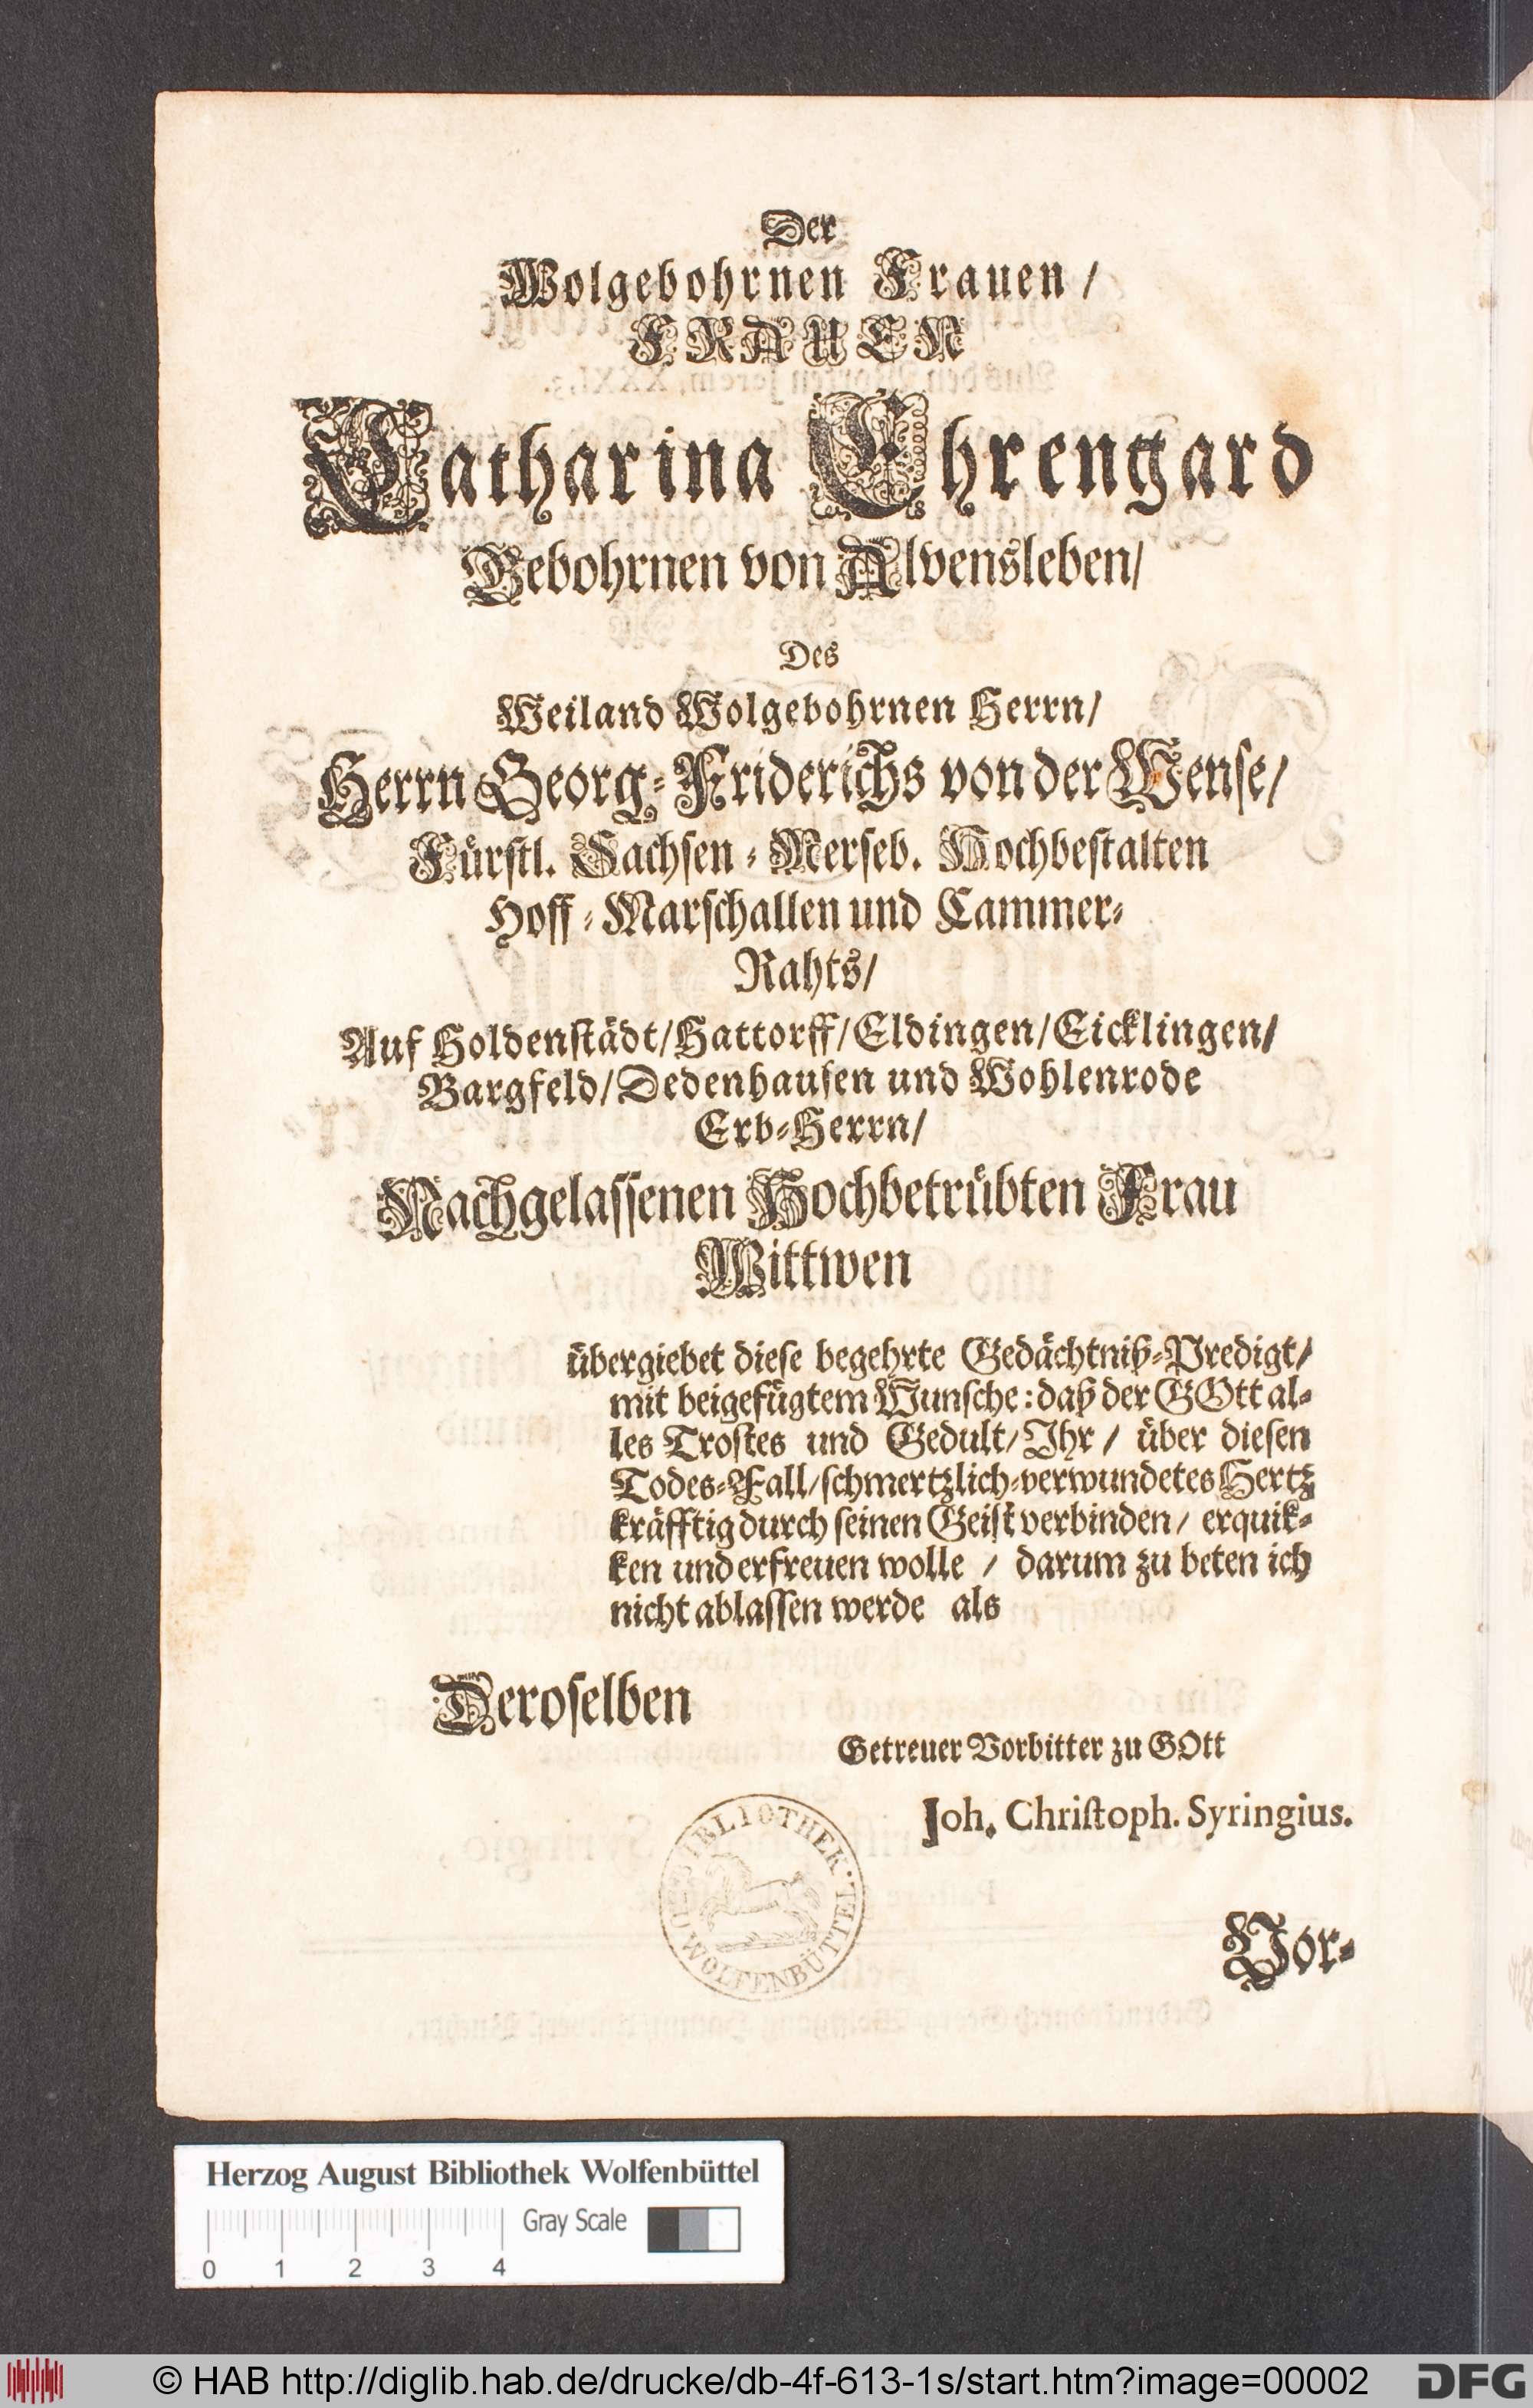 Der
Wolgebohrnen Frauen/
FRAUEN
Catharina Ehrengard
Gebohrnen von Alvensleben/
Des
Weiland Wolgebohrnen Herrn/
Herrn Georg-Friderichs von der Wense/
Fürstl. Sachsen-Merseb. Hochbestalten
Hoff-Marschallen und Cammer-
Rahts/
Auf Holdenstädt/Hattorff/Eldingen/Eicklingen/
Bargfeld/Dedenhausen und Wohlenrode
Erb-Herrn/
Nachgelassenen Hochbetrübten Frau
Wittwen
übergiebet diese begehrte Gedächtniß-Predigt/
mit beigefügtem Wunsche: daß der GOtt al-
les Trostes und Gedult/Ihr/ über diesen
Todes-Fall/schmertzlich-verwundetes Hertz
kräfftig durch seinen Geist verbinden/ erquik-
ken und erfreuen wolle / darum zu beten ich
nicht ablassen werde als
Deroselben
Getreuer Vorbitter zu GOtt
Joh. Christoph. Syringius.
BIBLIOTHEK
WOLFENBÜTTEL
Vor-
Herzog August Bibliothek Wolfenbüttel
Gray Scale
0 1 2 3 4
© HAB http://diglib.hab.de/drucke/db-4f-613-1s/start.htm?image=00002
DFG